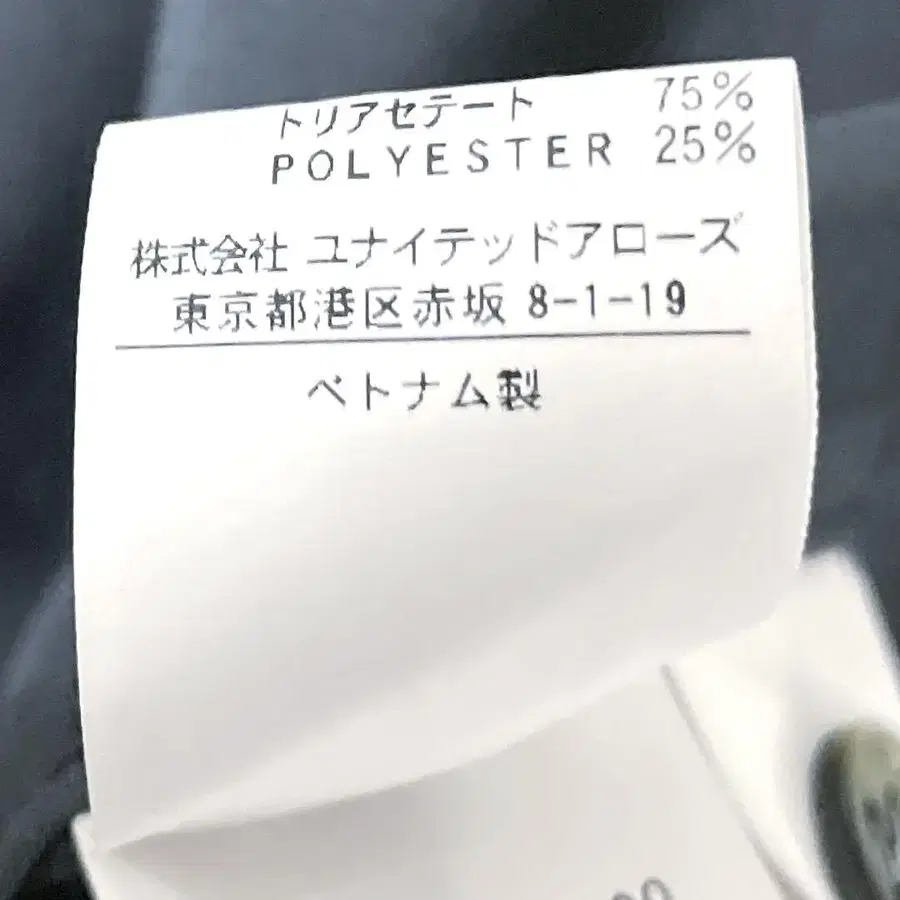 トリアセテート 75%
POLYESTER 25%
株式会社 ユナイテッドアローズ
東京都港区赤坂 8-1-19
ベトナム製